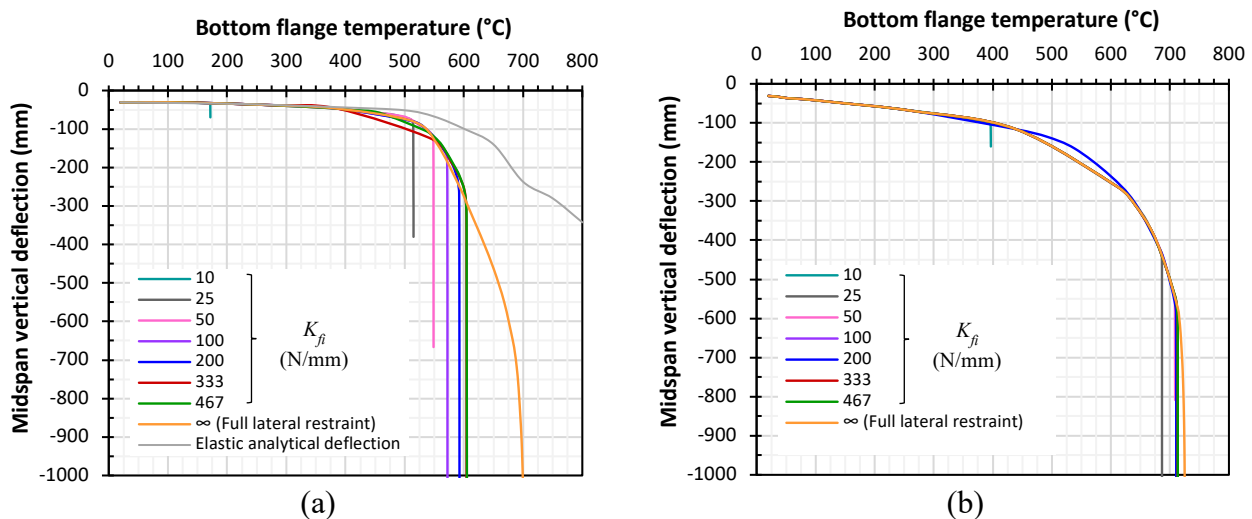 Bottom flange temperature (°C)
0 100 200 300 400 500 600 700 800
0
-100
-200
-300
-400
-500
-600
-700
-800
-900
-1000
Midspan vertical deflection (mm)
10
25
50
100
200
333
467
∞ (Full lateral restraint)
Elastic analytical deflection
K_fi
(N/mm)
(a)
Bottom flange temperature (°C)
0 100 200 300 400 500 600 700 800
0
-100
-200
-300
-400
-500
-600
-700
-800
-900
-1000
Midspan vertical deflection (mm)
10
25
50
100
200
333
467
∞ (Full lateral restraint)
K_fi
(N/mm)
(b)